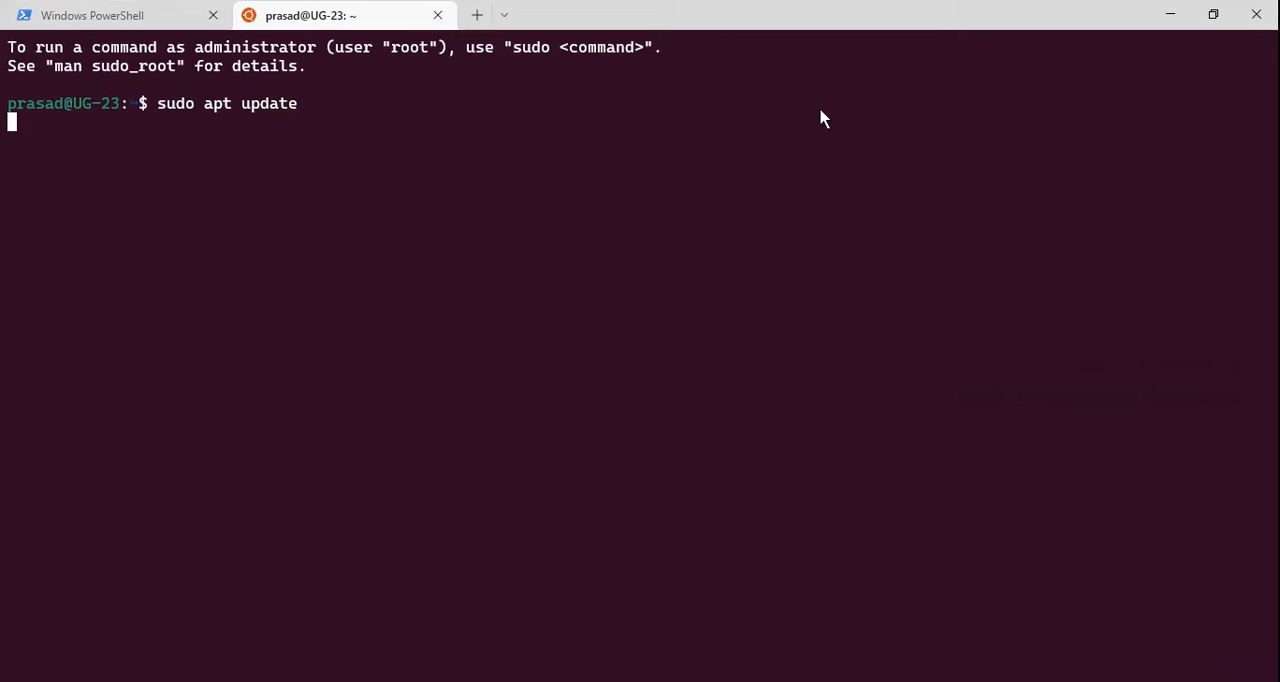 Windows PowerShell
prasad@UG-23: ~
To run a command as administrator (user "root"), use "sudo <command>".
See "man sudo_root" for details.
prasad@UG-23:~$ sudo apt update